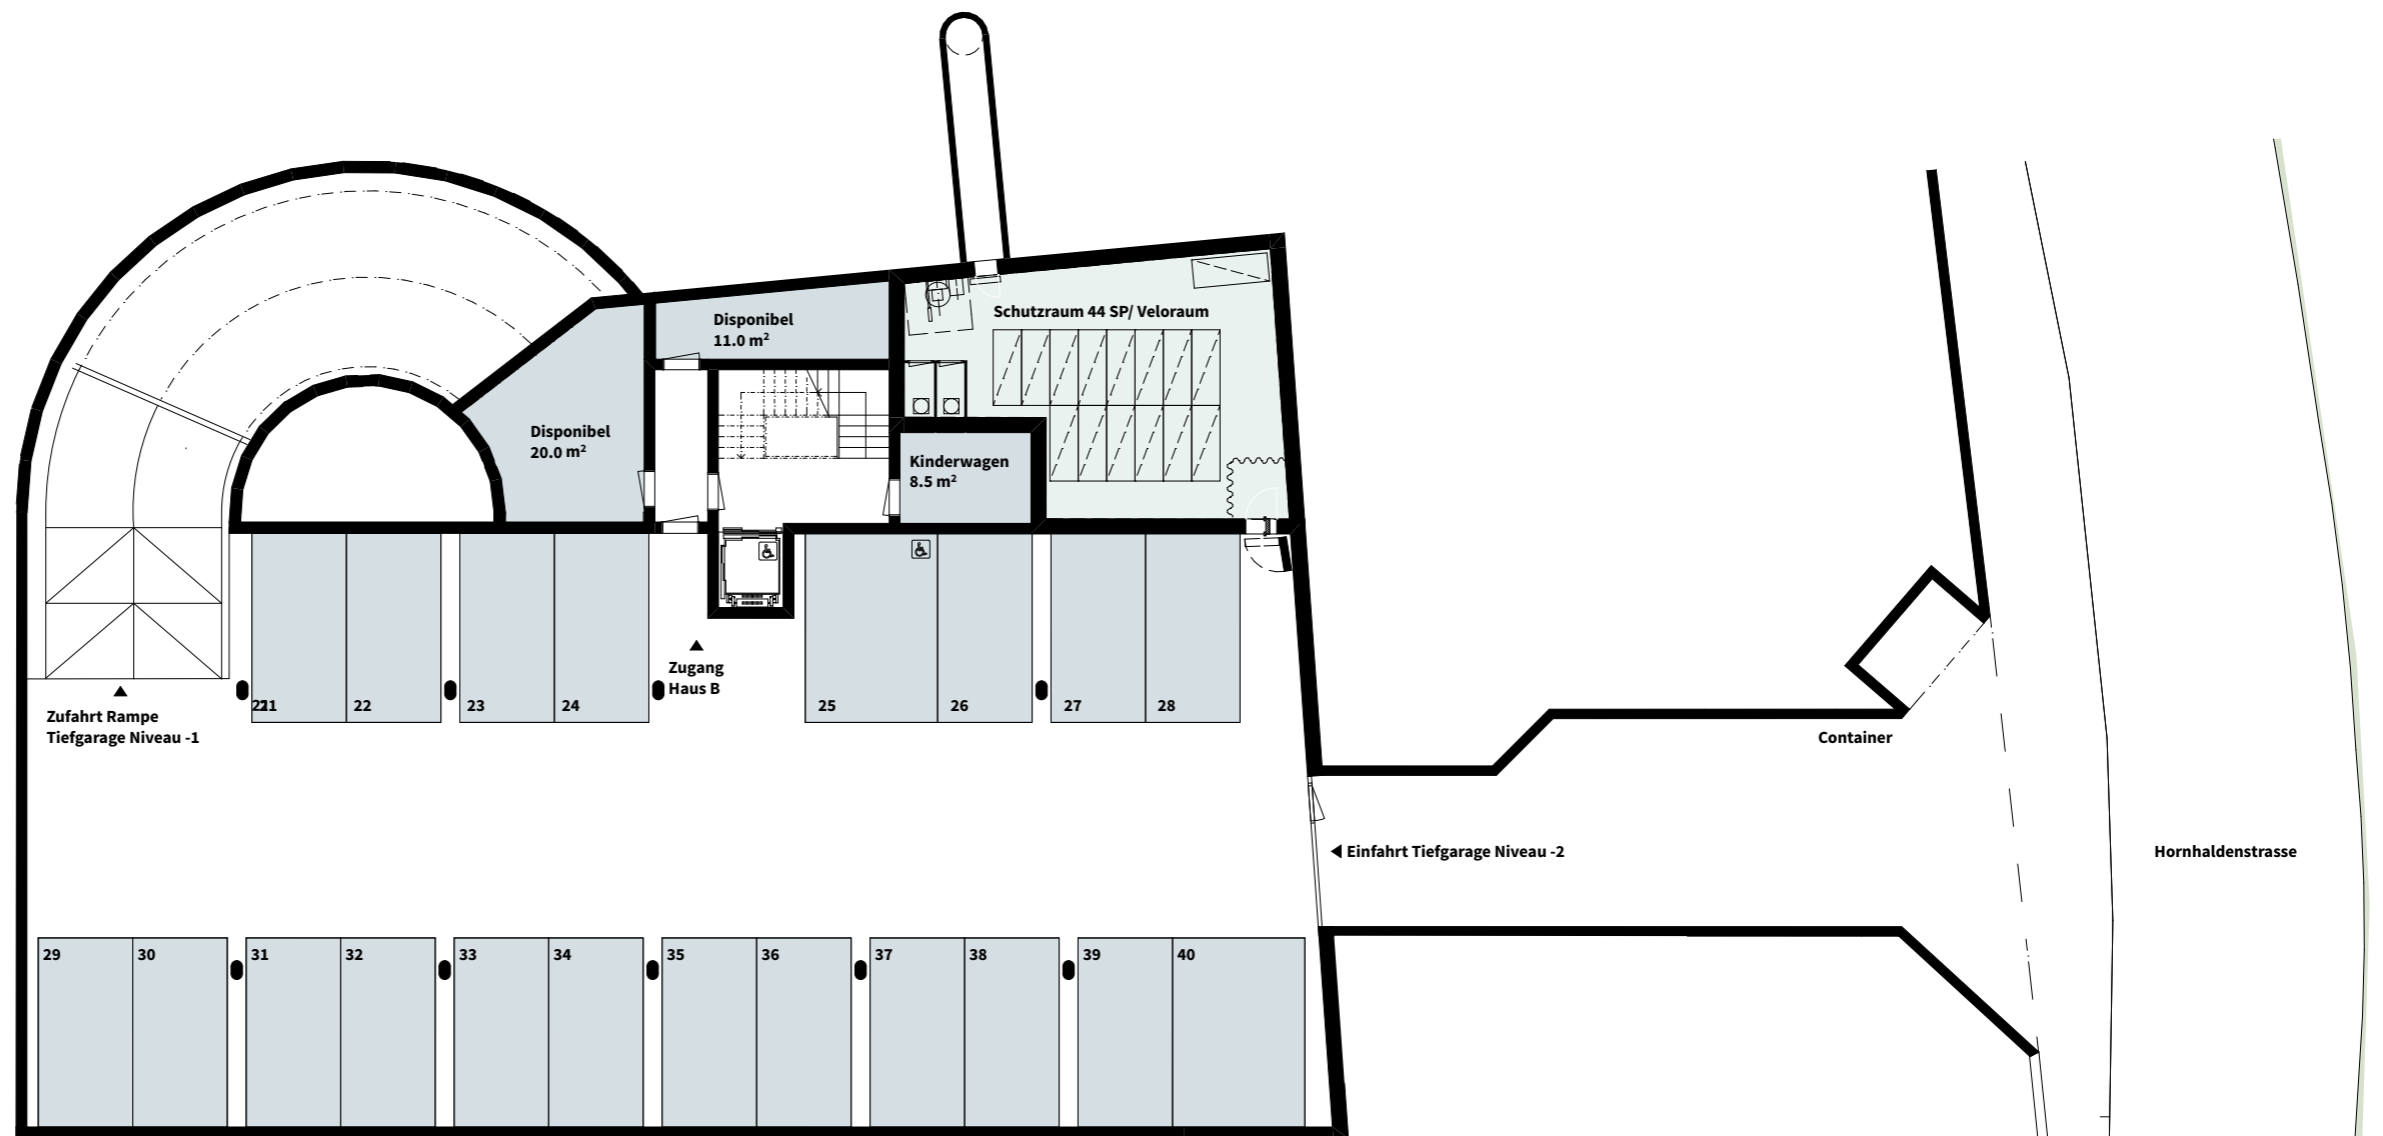 Disponibel
11.0 m²
Schutzraum 44 SP/ Veloraum
Disponibel
20.0 m²
Kinderwagen
8.5 m²
Zugang
Haus B
21
22
23
24
25
26
27
28
Zufahrt Rampe
Tiefgarage Niveau -1
Container
Einfahrt Tiefgarage Niveau -2
Hornhaldenstrasse
29
30
31
32
33
34
35
36
37
38
39
40